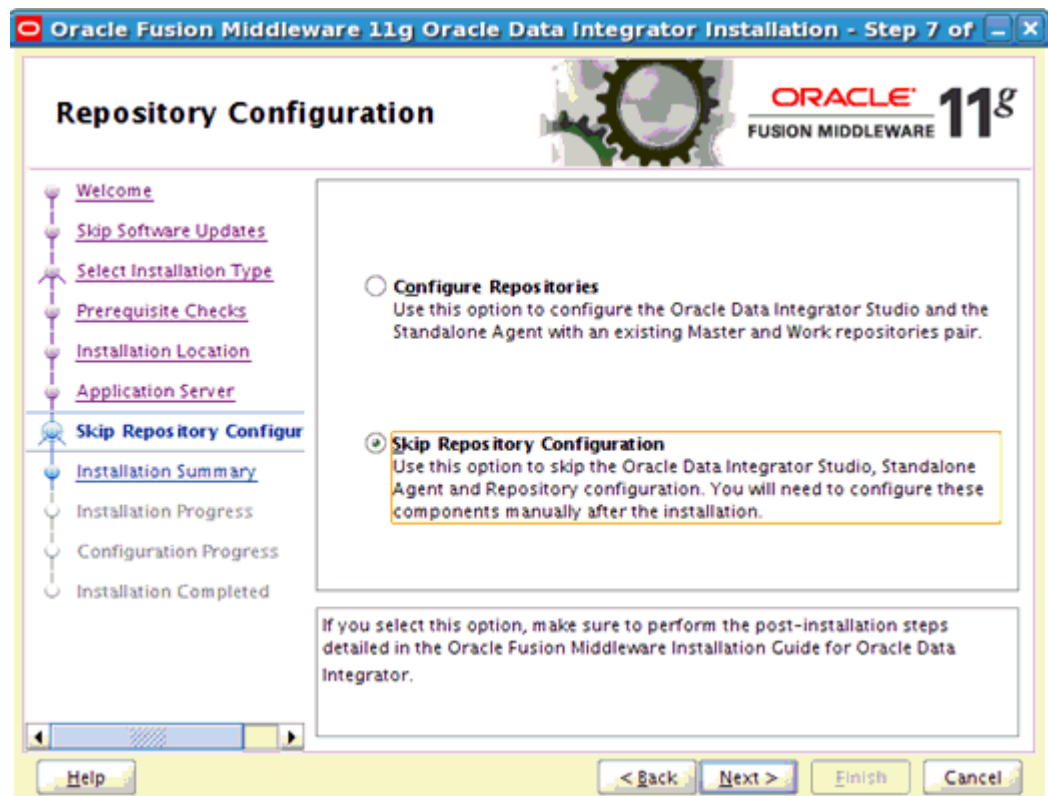 Oracle Fusion Middleware 11g Oracle Data Integrator Installation - Step 7 of
Repository Configuration
ORACLE
FUSION MIDDLEWARE 11g
Welcome
Skip Software Updates
Select Installation Type
Prerequisite Checks
Installation Location
Application Server
Skip Repository Configur
Installation Summary
Installation Progress
Configuration Progress
Installation Completed
Configure Repositories
Use this option to configure the Oracle Data Integrator Studio and the
Standalone Agent with an existing Master and Work repositories pair.
Skip Repository Configuration
Use this option to skip the Oracle Data Integrator Studio, Standalone
Agent and Repository configuration. You will need to configure these
components manually after the installation.
If you select this option, make sure to perform the post-installation steps
detailed in the Oracle Fusion Middleware Installation Guide for Oracle Data
Integrator.
Help
< Back
Next >
Finish
Cancel